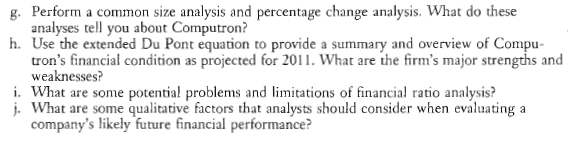 g. Perform a common size analysis and percentage change analysis. What do these
analyses tell you about Computron?
h. Use the extended Du Pont equation to provide a summary and overview of Compu-
tron's financial condition as projected for 2011. What are the firm's major strengths and
weaknesses?
i. What are some potential problems and limitations of financial ratio analysis?
j. What are some qualitative factors that analysts should consider when evaluating a
company's likely future financial performance?